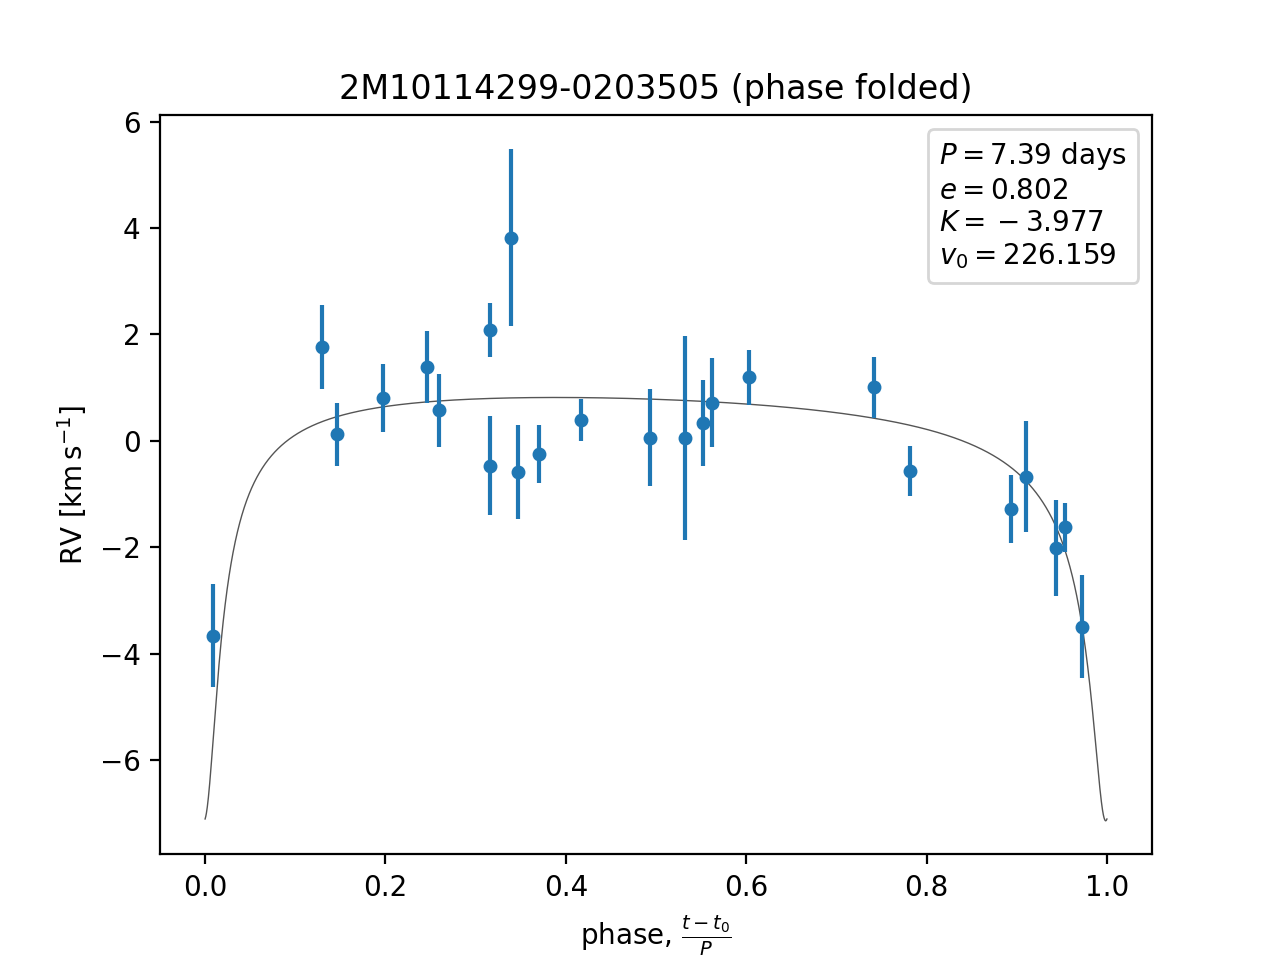 2M10114299-0203505 (phase folded)
P = 7.39 days
e = 0.802
K = −3.977
v₀ = 226.159
6
4
2
0
−2
−4
−6
RV [km s⁻¹]
0.0 0.2 0.4 0.6 0.8 1.0
phase, (t − t₀)/P